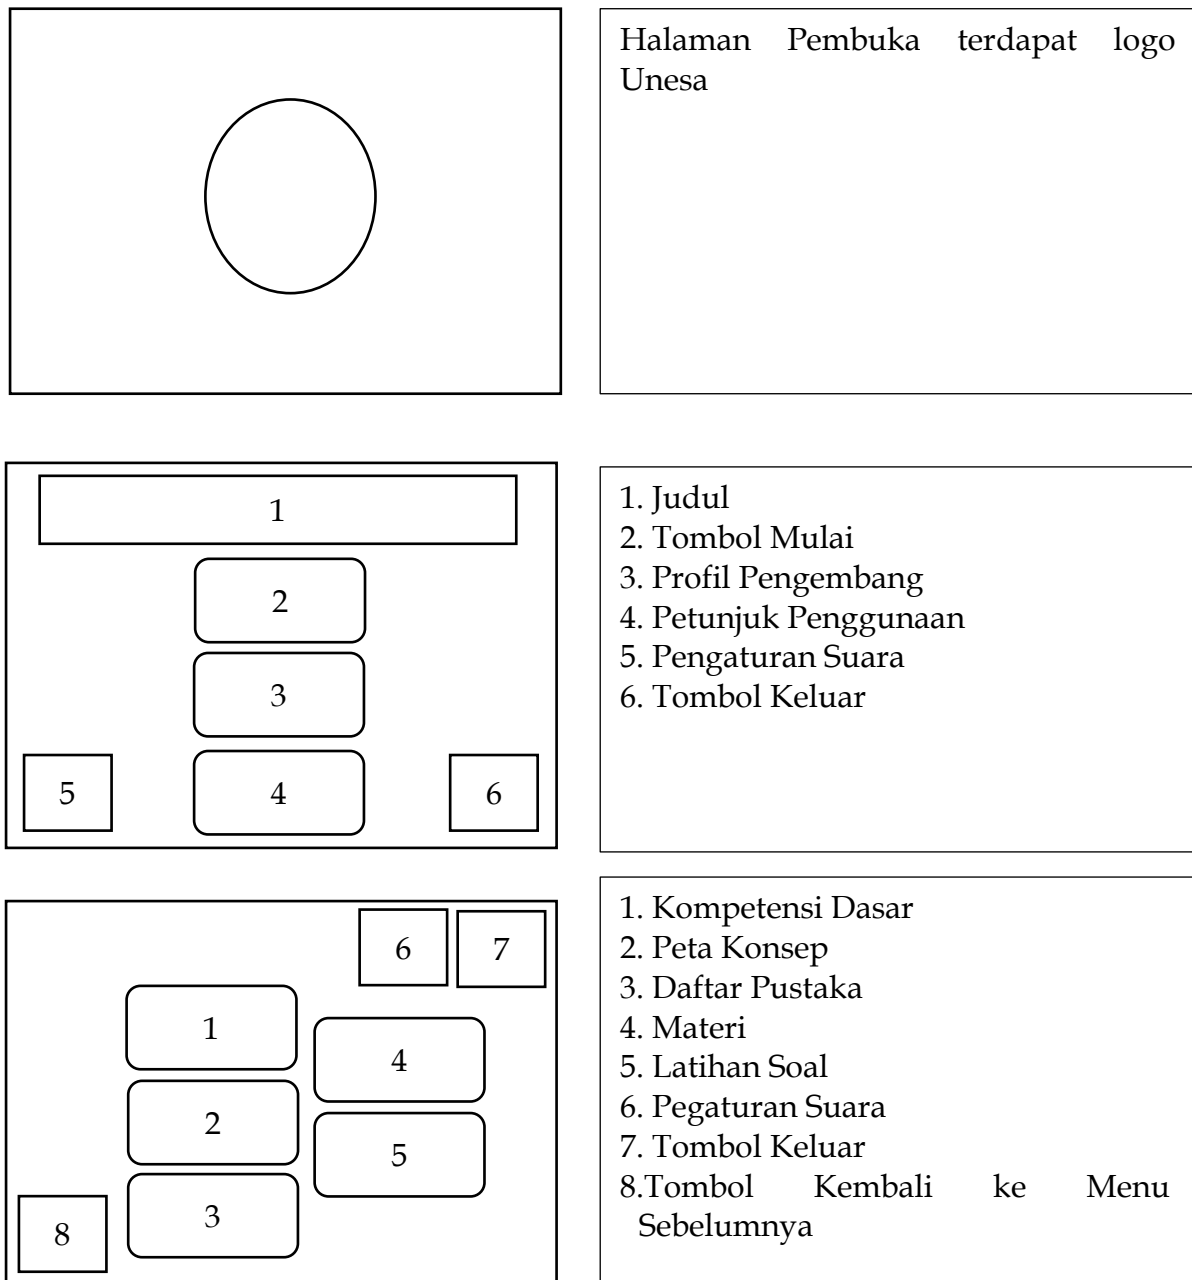 Halaman Pembuka terdapat logo
Unesa
1
2
3
4
5
6
1. Judul
2. Tombol Mulai
3. Profil Pengembang
4. Petunjuk Penggunaan
5. Pengaturan Suara
6. Tombol Keluar
6
7
1
4
2
5
3
8
1. Kompetensi Dasar
2. Peta Konsep
3. Daftar Pustaka
4. Materi
5. Latihan Soal
6. Pegaturan Suara
7. Tombol Keluar
8.Tombol Kembali ke Menu
Sebelumnya